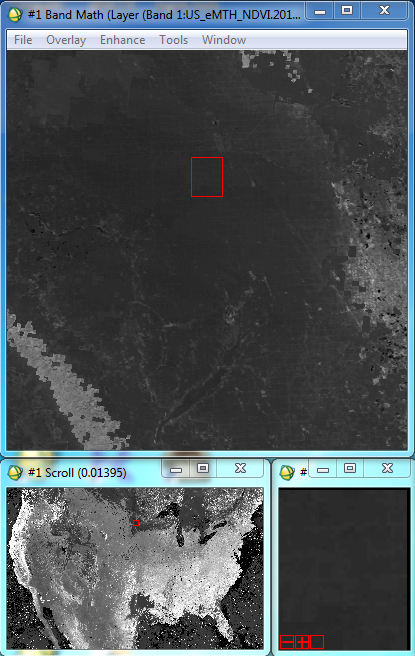 #1 Band Math (Layer (Band 1:US_eMTH_NDVI.201...
File Overlay Enhance Tools Window
#1 Scroll (0.01395)
#